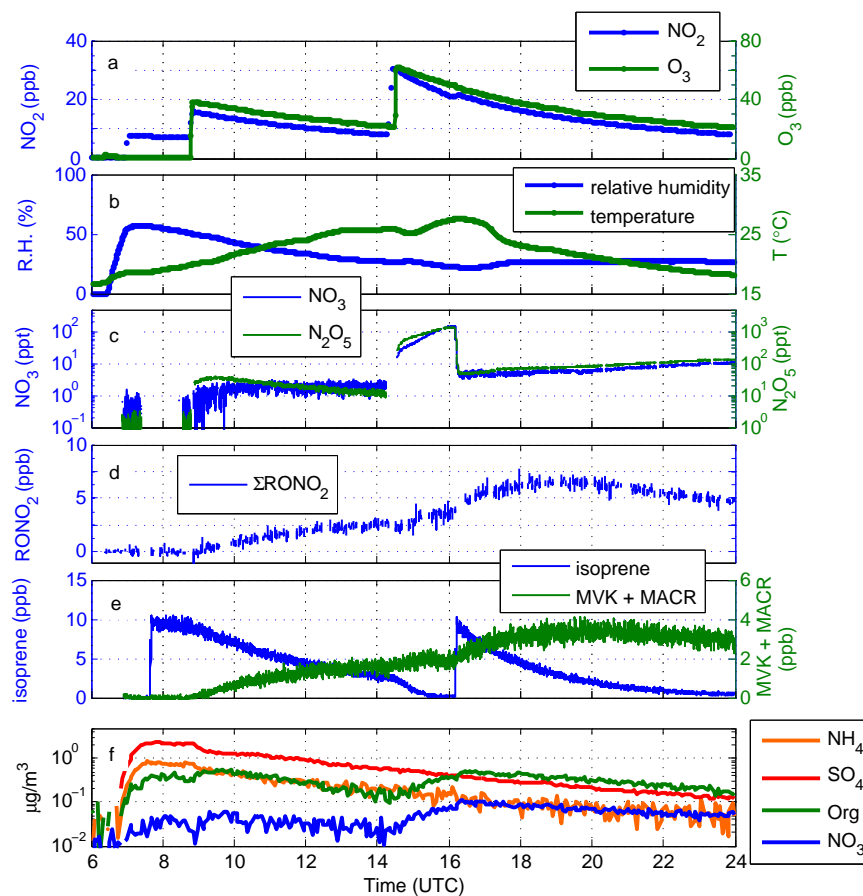 a
NO2 (ppb)
40
20
0
NO2
O3
80
60
40
20
0
O3 (ppb)
b
R.H. (%)
100
50
0
relative humidity
temperature
35
25
15
T (°C)
c
NO3 (ppt)
10^2
10^1
10^0
10^−1
NO3
N2O5
10^3
10^2
10^1
10^0
N2O5 (ppt)
d
RONO2 (ppb)
10
5
0
ΣRONO2
e
isoprene (ppb)
15
10
5
0
isoprene
MVK + MACR
6
4
2
0
MVK + MACR
(ppb)
f
µg/m3
10^0
10^−1
10^−2
NH4
SO4
Org
NO3
6 8 10 12 14 16 18 20 22 24
Time (UTC)